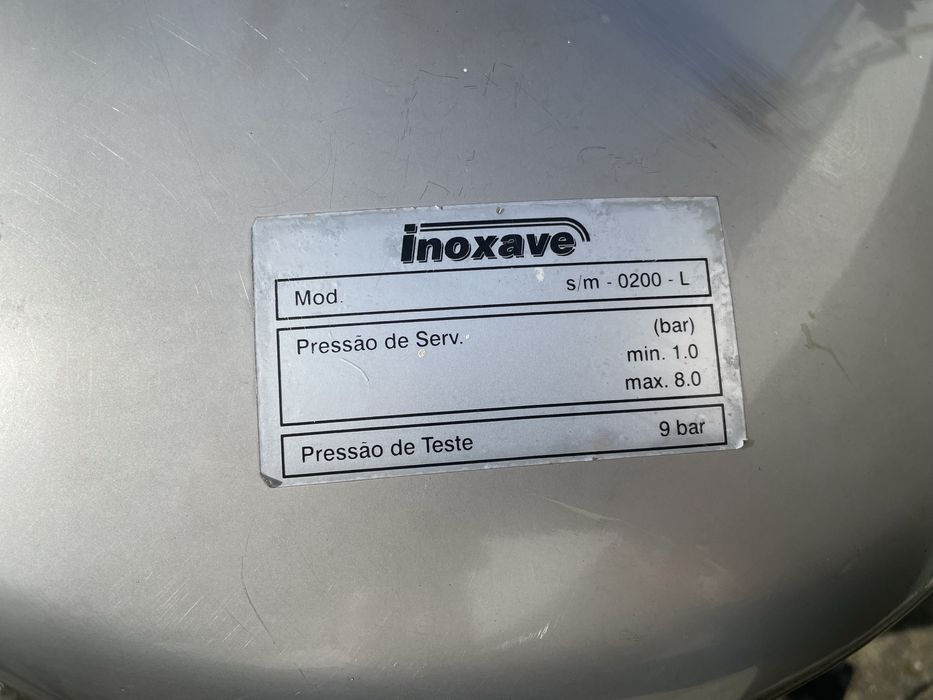 inoxave
Mod. s/m - 0200 - L
Pressão de Serv. (bar)
min. 1.0
max. 8.0
Pressão de Teste 9 bar